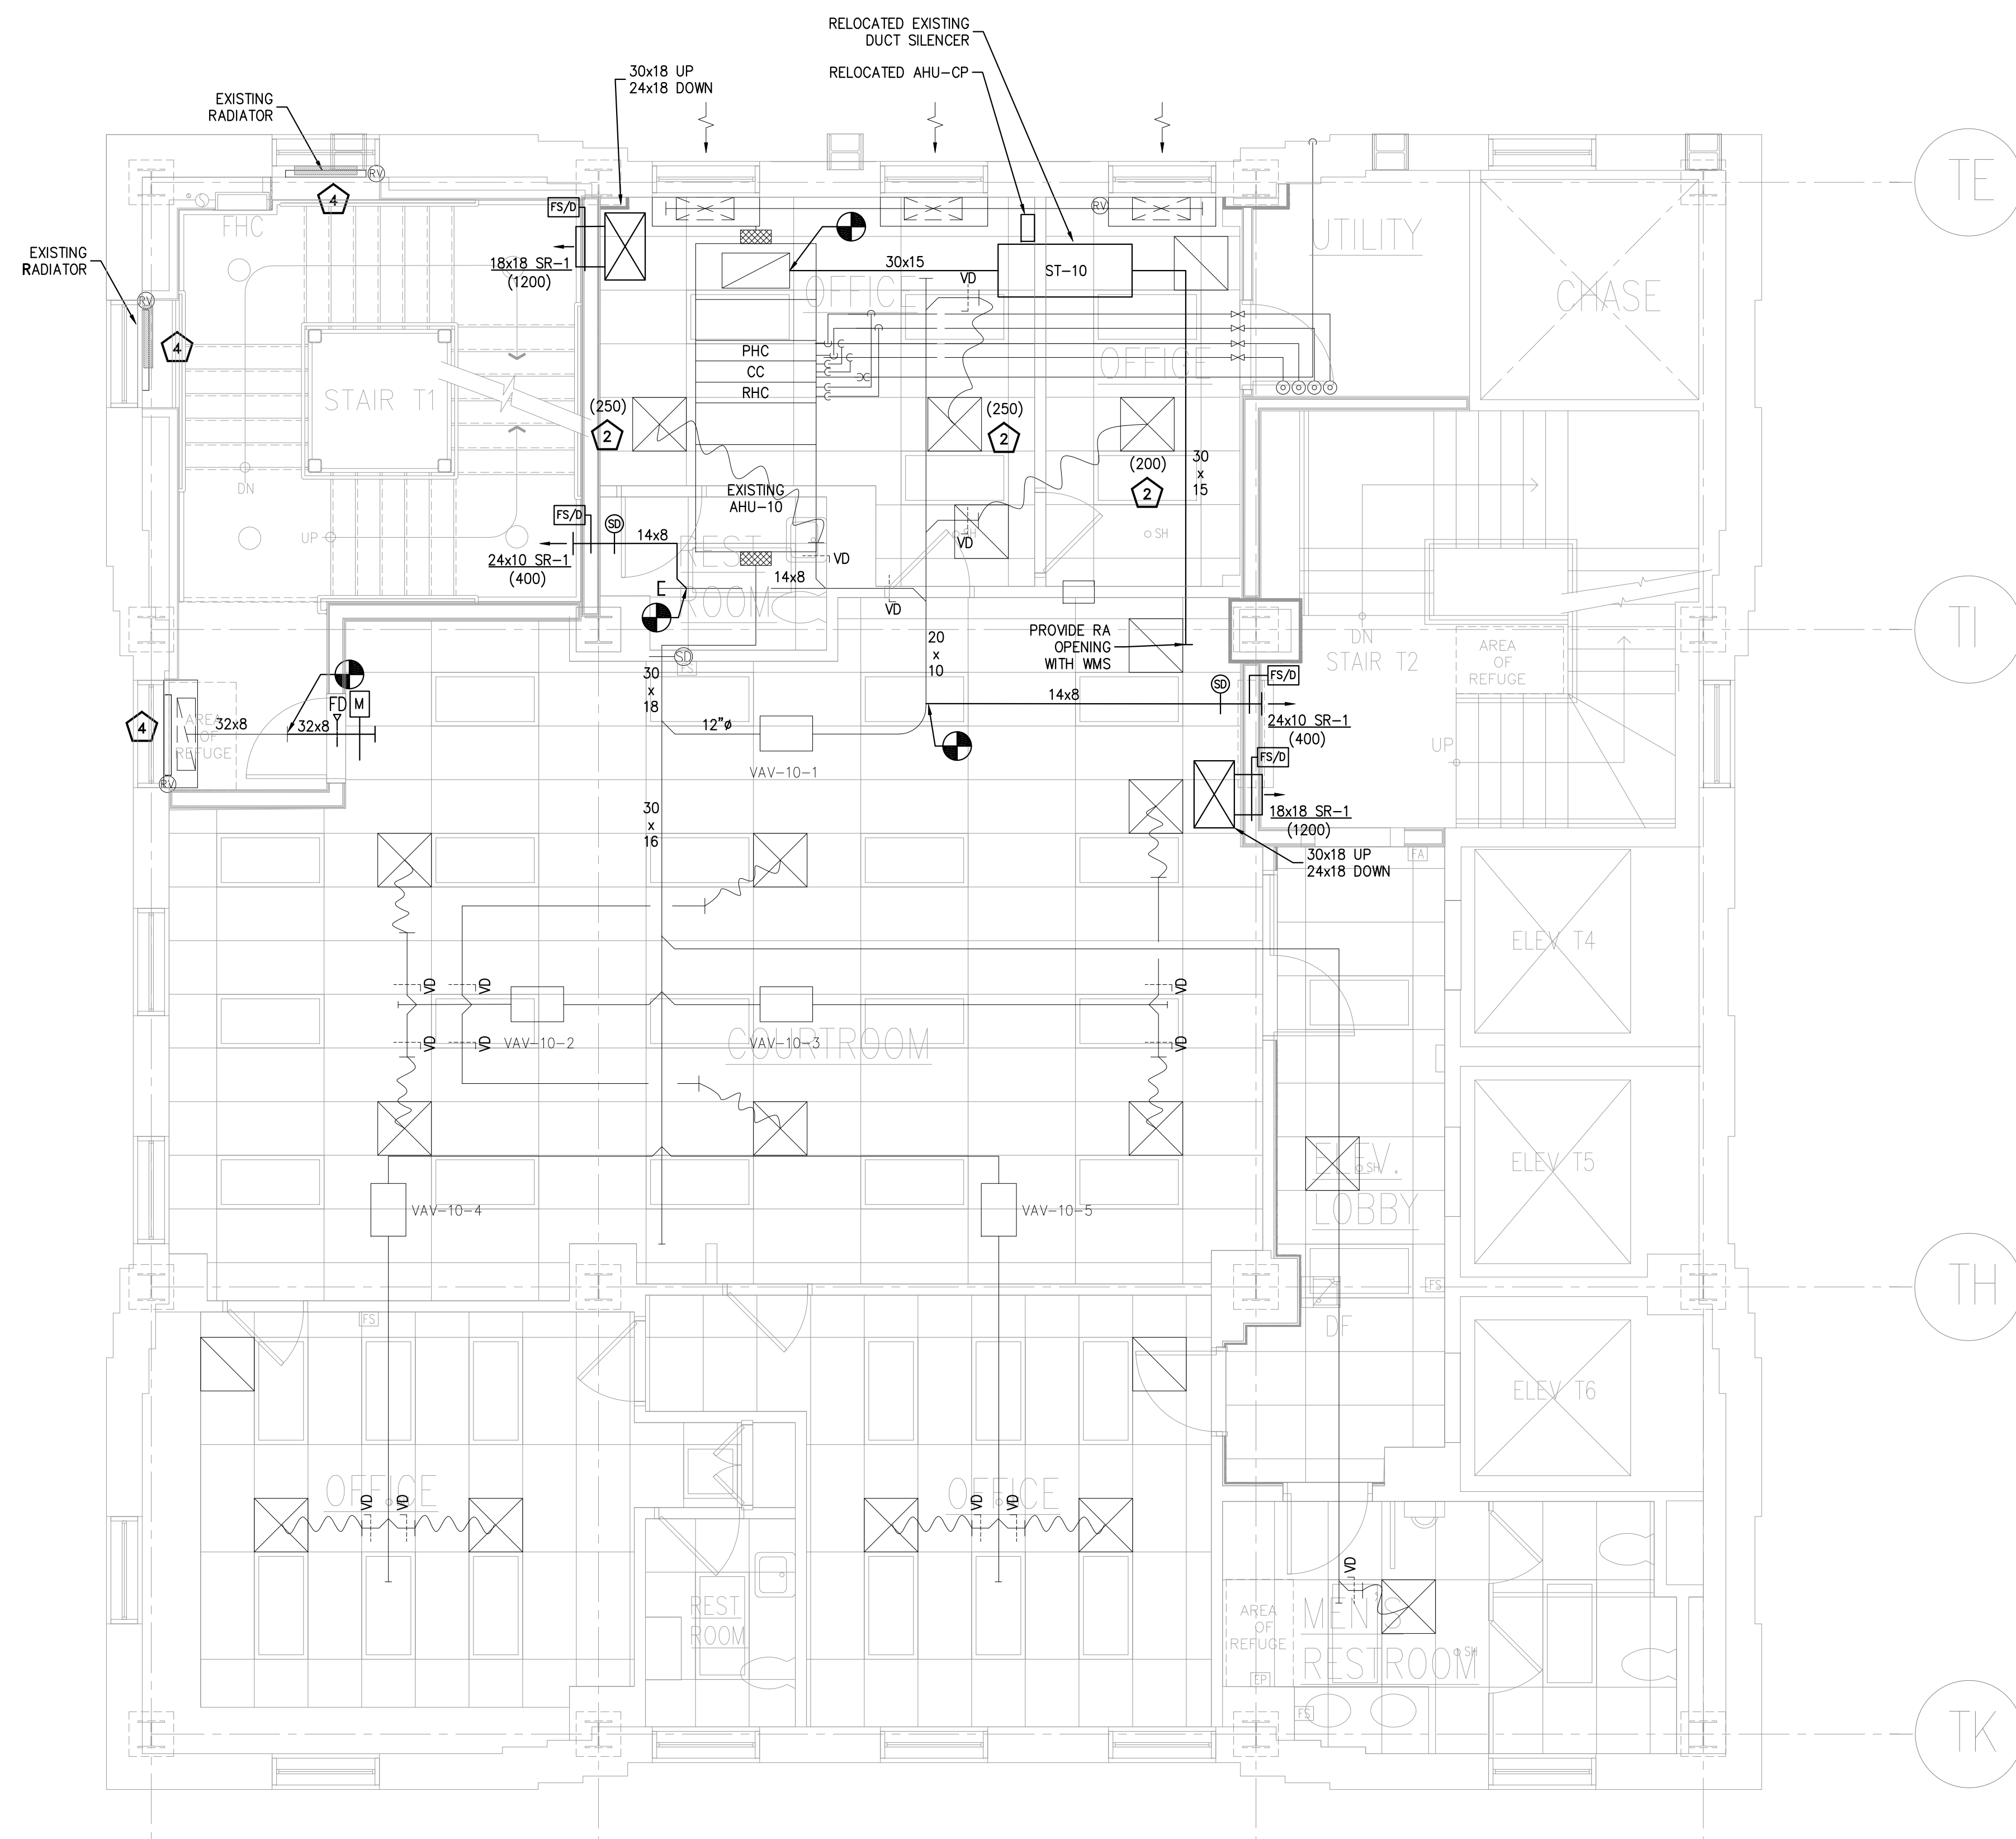 RELOCATED EXISTING
DUCT SILENCER
RELOCATED AHU-CP
30x18 UP
24x18 DOWN
EXISTING
RADIATOR
RV
4
TE
FHC
FS/D
RV
UTILITY
EXISTING
RADIATOR
18x18 SR-1
(1200)
30x15
ST-10
VD
OFFICE
CHASE
RV
4
STAIR T1
PHC
CC
RHC
OFFICE
(250)
2
(250)
2
(200)
2
30
x
15
DN
EXISTING
AHU-10
FS/D
SD
14x8
UP
REST
ROOM
SH
SH
VD
VD
24x10 SR-1
(400)
14x8
VD
TI
PROVIDE RA
OPENING
WITH WMS
20
x
10
DN
STAIR T2
AREA
OF
REFUGE
SD
FS
30
x
18
FD
M
SD
FS/D
14x8
32x8
32x8
AREA
OF
REFUGE
4
RV
12"ø
24x10 SR-1
(400)
UP
FS/D
VAV-10-1
30
x
16
18x18 SR-1
(1200)
30x18 UP
24x18 DOWN
FA
ELEV T4
VD
VD
VD
VD
VD
VD
VAV-10-2
VAV-10-3
COURTROOM
ELEV.
LOBBY
SH
ELEV T5
VAV-10-4
VAV-10-5
TH
FS
FS
DF
ELEV T6
OFFICE
VD
VD
OFFICE
VD
VD
REST
ROOM
VD
AREA
OF
REFUGE
MEN'S
RESTROOM
SH
FS
TK